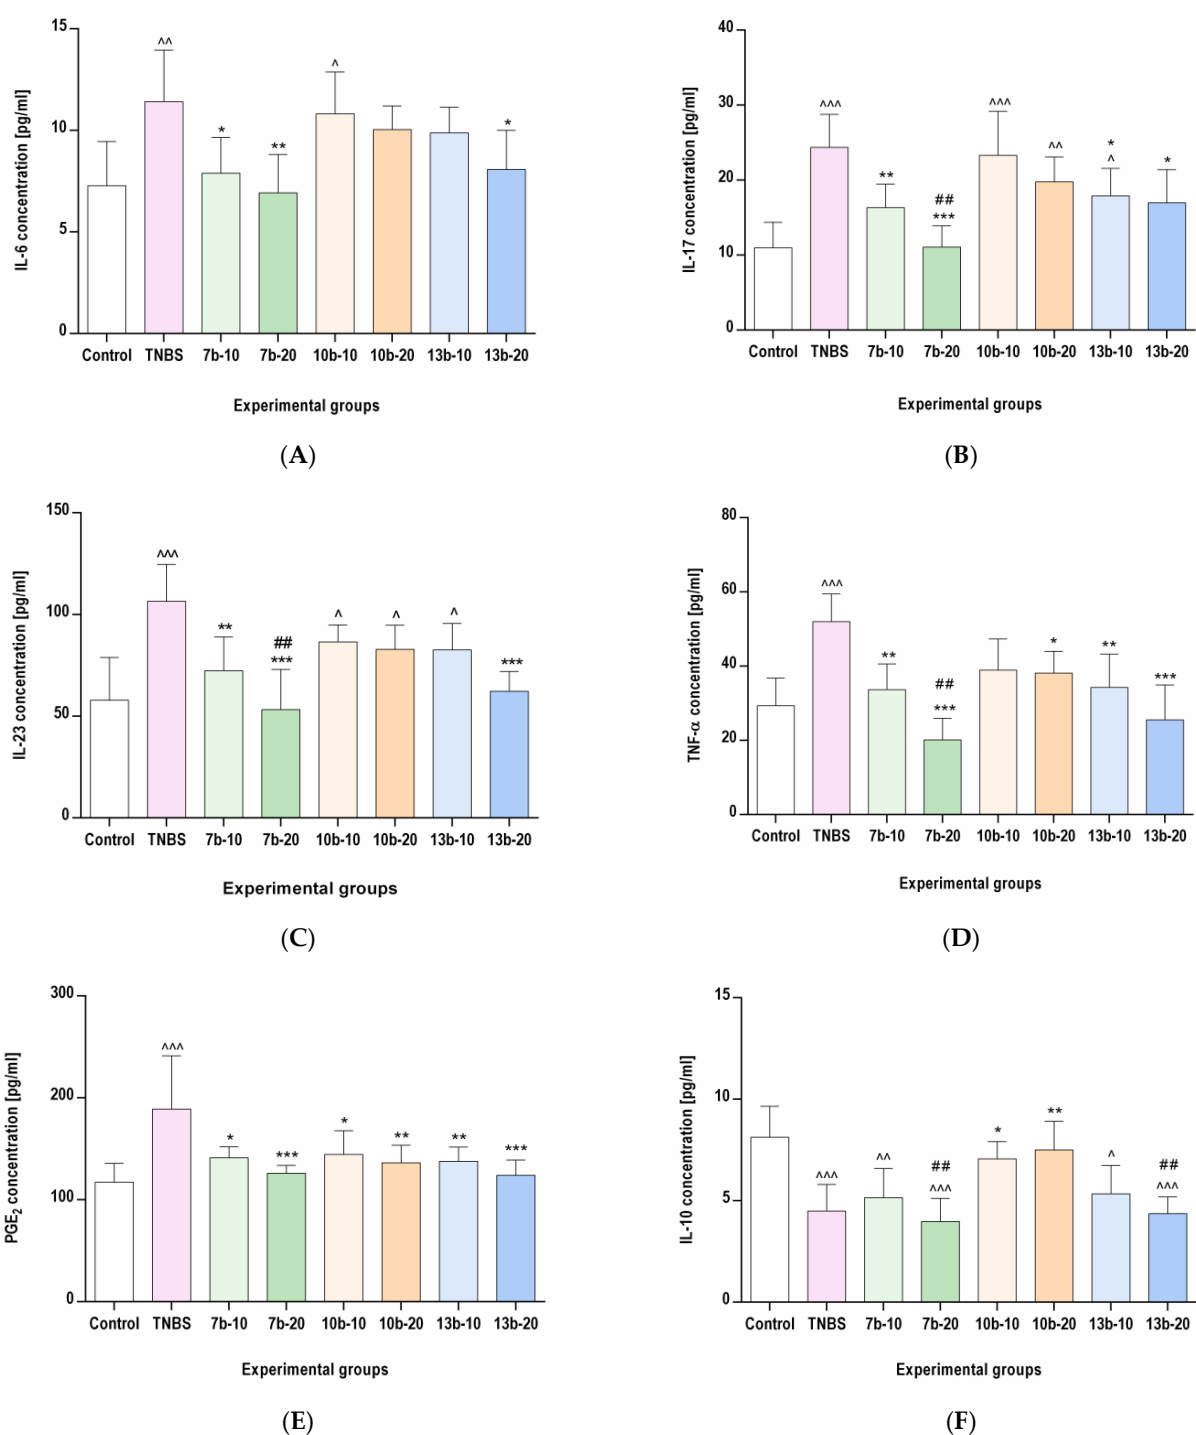 15
10
5
0
IL-6 concentration [pg/ml]
^^
*
**
^
*
Control TNBS 7b-10 7b-20 10b-10 10b-20 13b-10 13b-20
Experimental groups
(A)
40
30
20
10
0
IL-17 concentration [pg/ml]
^^^
**
##
***
^^^
^^
*
^
*
Control TNBS 7b-10 7b-20 10b-10 10b-20 13b-10 13b-20
Experimental groups
(B)
150
100
50
0
IL-23 concentration [pg/ml]
^^^
**
##
***
^
^
^
***
Control TNBS 7b-10 7b-20 10b-10 10b-20 13b-10 13b-20
Experimental groups
(C)
80
60
40
20
0
TNF-α concentration [pg/ml]
^^^
**
##
***
*
**
***
Control TNBS 7b-10 7b-20 10b-10 10b-20 13b-10 13b-20
Experimental groups
(D)
300
200
100
0
PGE₂ concentration [pg/ml]
^^^
*
***
*
**
**
***
Control TNBS 7b-10 7b-20 10b-10 10b-20 13b-10 13b-20
Experimental groups
(E)
15
10
5
0
IL-10 concentration [pg/ml]
^^^
^^
##
^^^
*
**
^
##
^^^
Control TNBS 7b-10 7b-20 10b-10 10b-20 13b-10 13b-20
Experimental groups
(F)